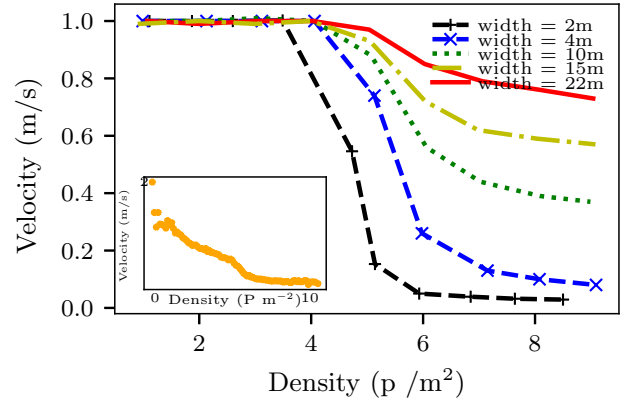 width = 2m
width = 4m
width = 10m
width = 15m
width = 22m
1.0
0.8
0.6
0.4
0.2
0.0
Velocity (m/s)
2
Velocity (m/s)
0
Density (P m⁻²)
10
2
4
6
8
Density (p /m²)